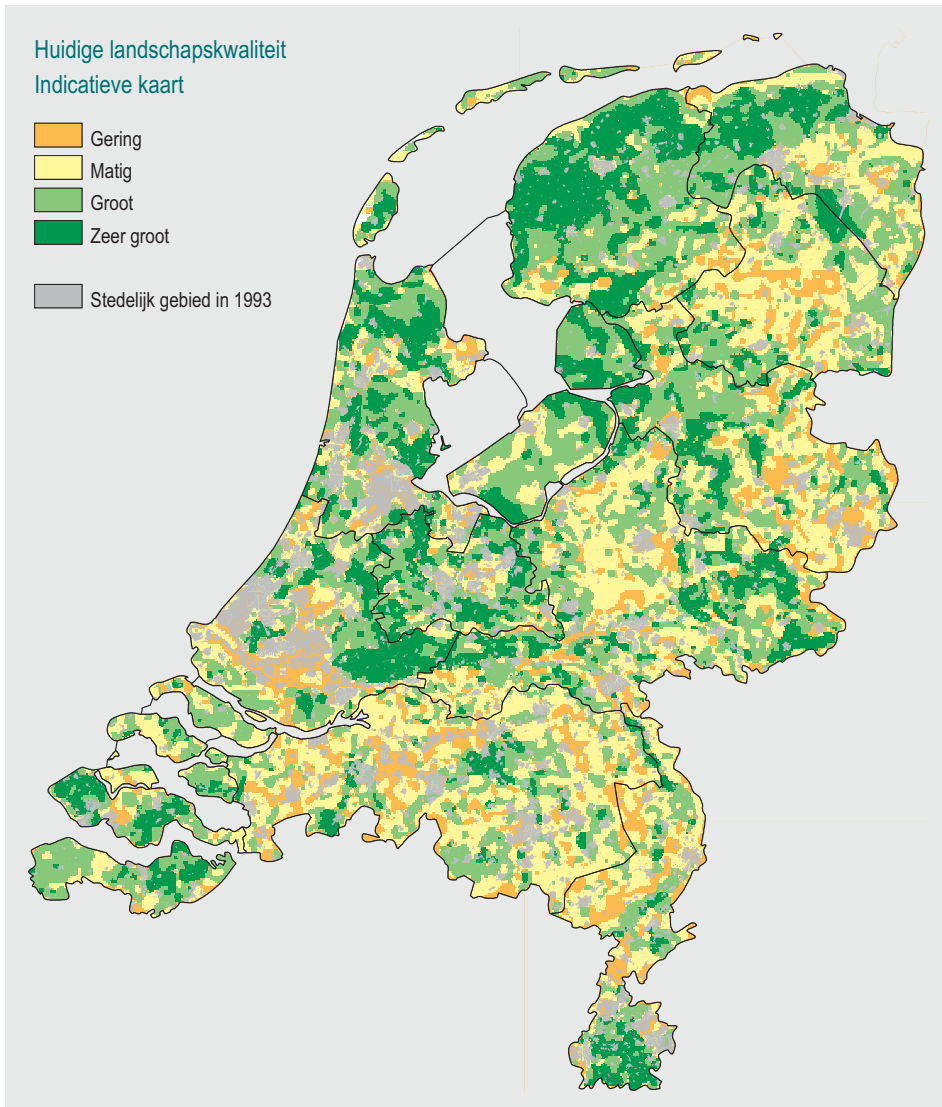 Huidige landschapskwaliteit
Indicatieve kaart
Gering
Matig
Groot
Zeer groot
Stedelijk gebied in 1993